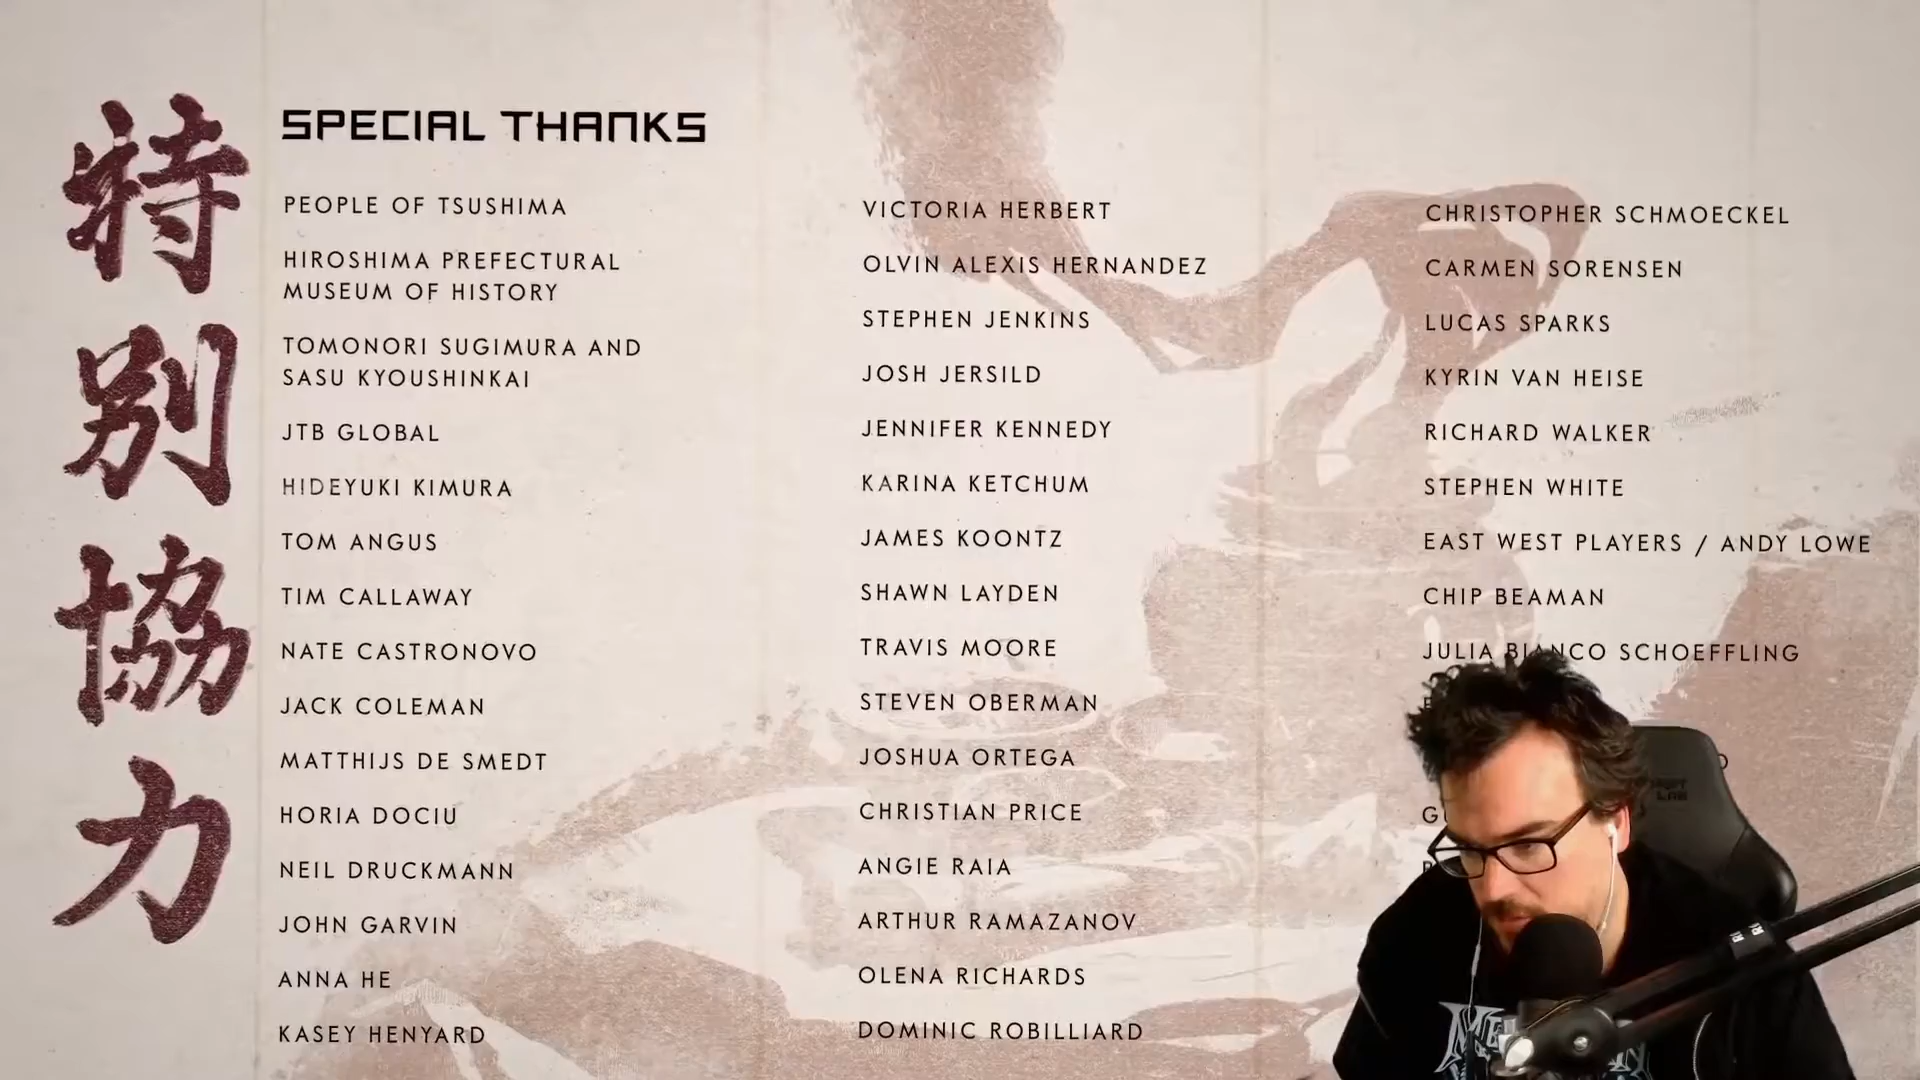 特別協力
SPECIAL THANKS
PEOPLE OF TSUSHIMA
HIROSHIMA PREFECTURAL
MUSEUM OF HISTORY
TOMONORI SUGIMURA AND
SASU KYOUSHINKAI
JTB GLOBAL
HIDEYUKI KIMURA
TOM ANGUS
TIM CALLAWAY
NATE CASTRONOVO
JACK COLEMAN
MATTHIJS DE SMEDT
HORIA DOCIU
NEIL DRUCKMANN
JOHN GARVIN
ANNA HE
KASEY HENYARD
VICTORIA HERBERT
OLVIN ALEXIS HERNANDEZ
STEPHEN JENKINS
JOSH JERSILD
JENNIFER KENNEDY
KARINA KETCHUM
JAMES KOONTZ
SHAWN LAYDEN
TRAVIS MOORE
STEVEN OBERMAN
JOSHUA ORTEGA
CHRISTIAN PRICE
ANGIE RAIA
ARTHUR RAMAZANOV
OLENA RICHARDS
DOMINIC ROBILLIARD
CHRISTOPHER SCHMOECKEL
CARMEN SORENSEN
LUCAS SPARKS
KYRIN VAN HEISE
RICHARD WALKER
STEPHEN WHITE
EAST WEST PLAYERS / ANDY LOWE
CHIP BEAMAN
JULIA BIANCO SCHOEFFLING